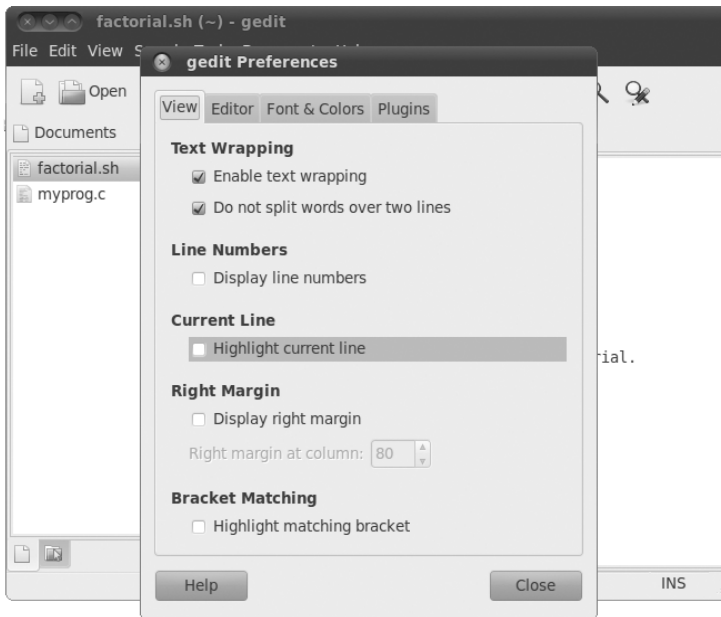 factorial.sh (~) - gedit
File Edit View
gedit Preferences
Open
View Editor Font & Colors Plugins
Documents
factorial.sh
myprog.c
Text Wrapping
Enable text wrapping
Do not split words over two lines
Line Numbers
Display line numbers
Current Line
Highlight current line
rial.
Right Margin
Display right margin
Right margin at column: 80
Bracket Matching
Highlight matching bracket
Help Close
INS